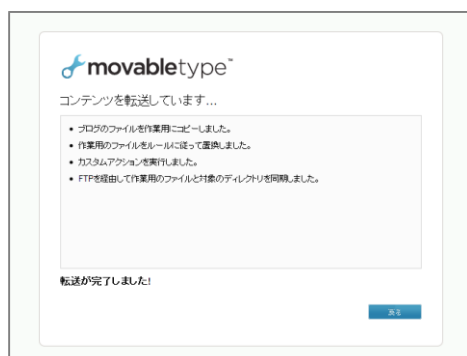 movabletype™
コンテンツを転送しています...
• ブログのファイルを作業用にコピーしました。
• 作業用のファイルをルールに従って置換しました。
• カスタムアクションを実行しました。
• FTPを経由して作業用のファイルと対象のディレクトリを同期しました。
転送が完了しました!
戻る